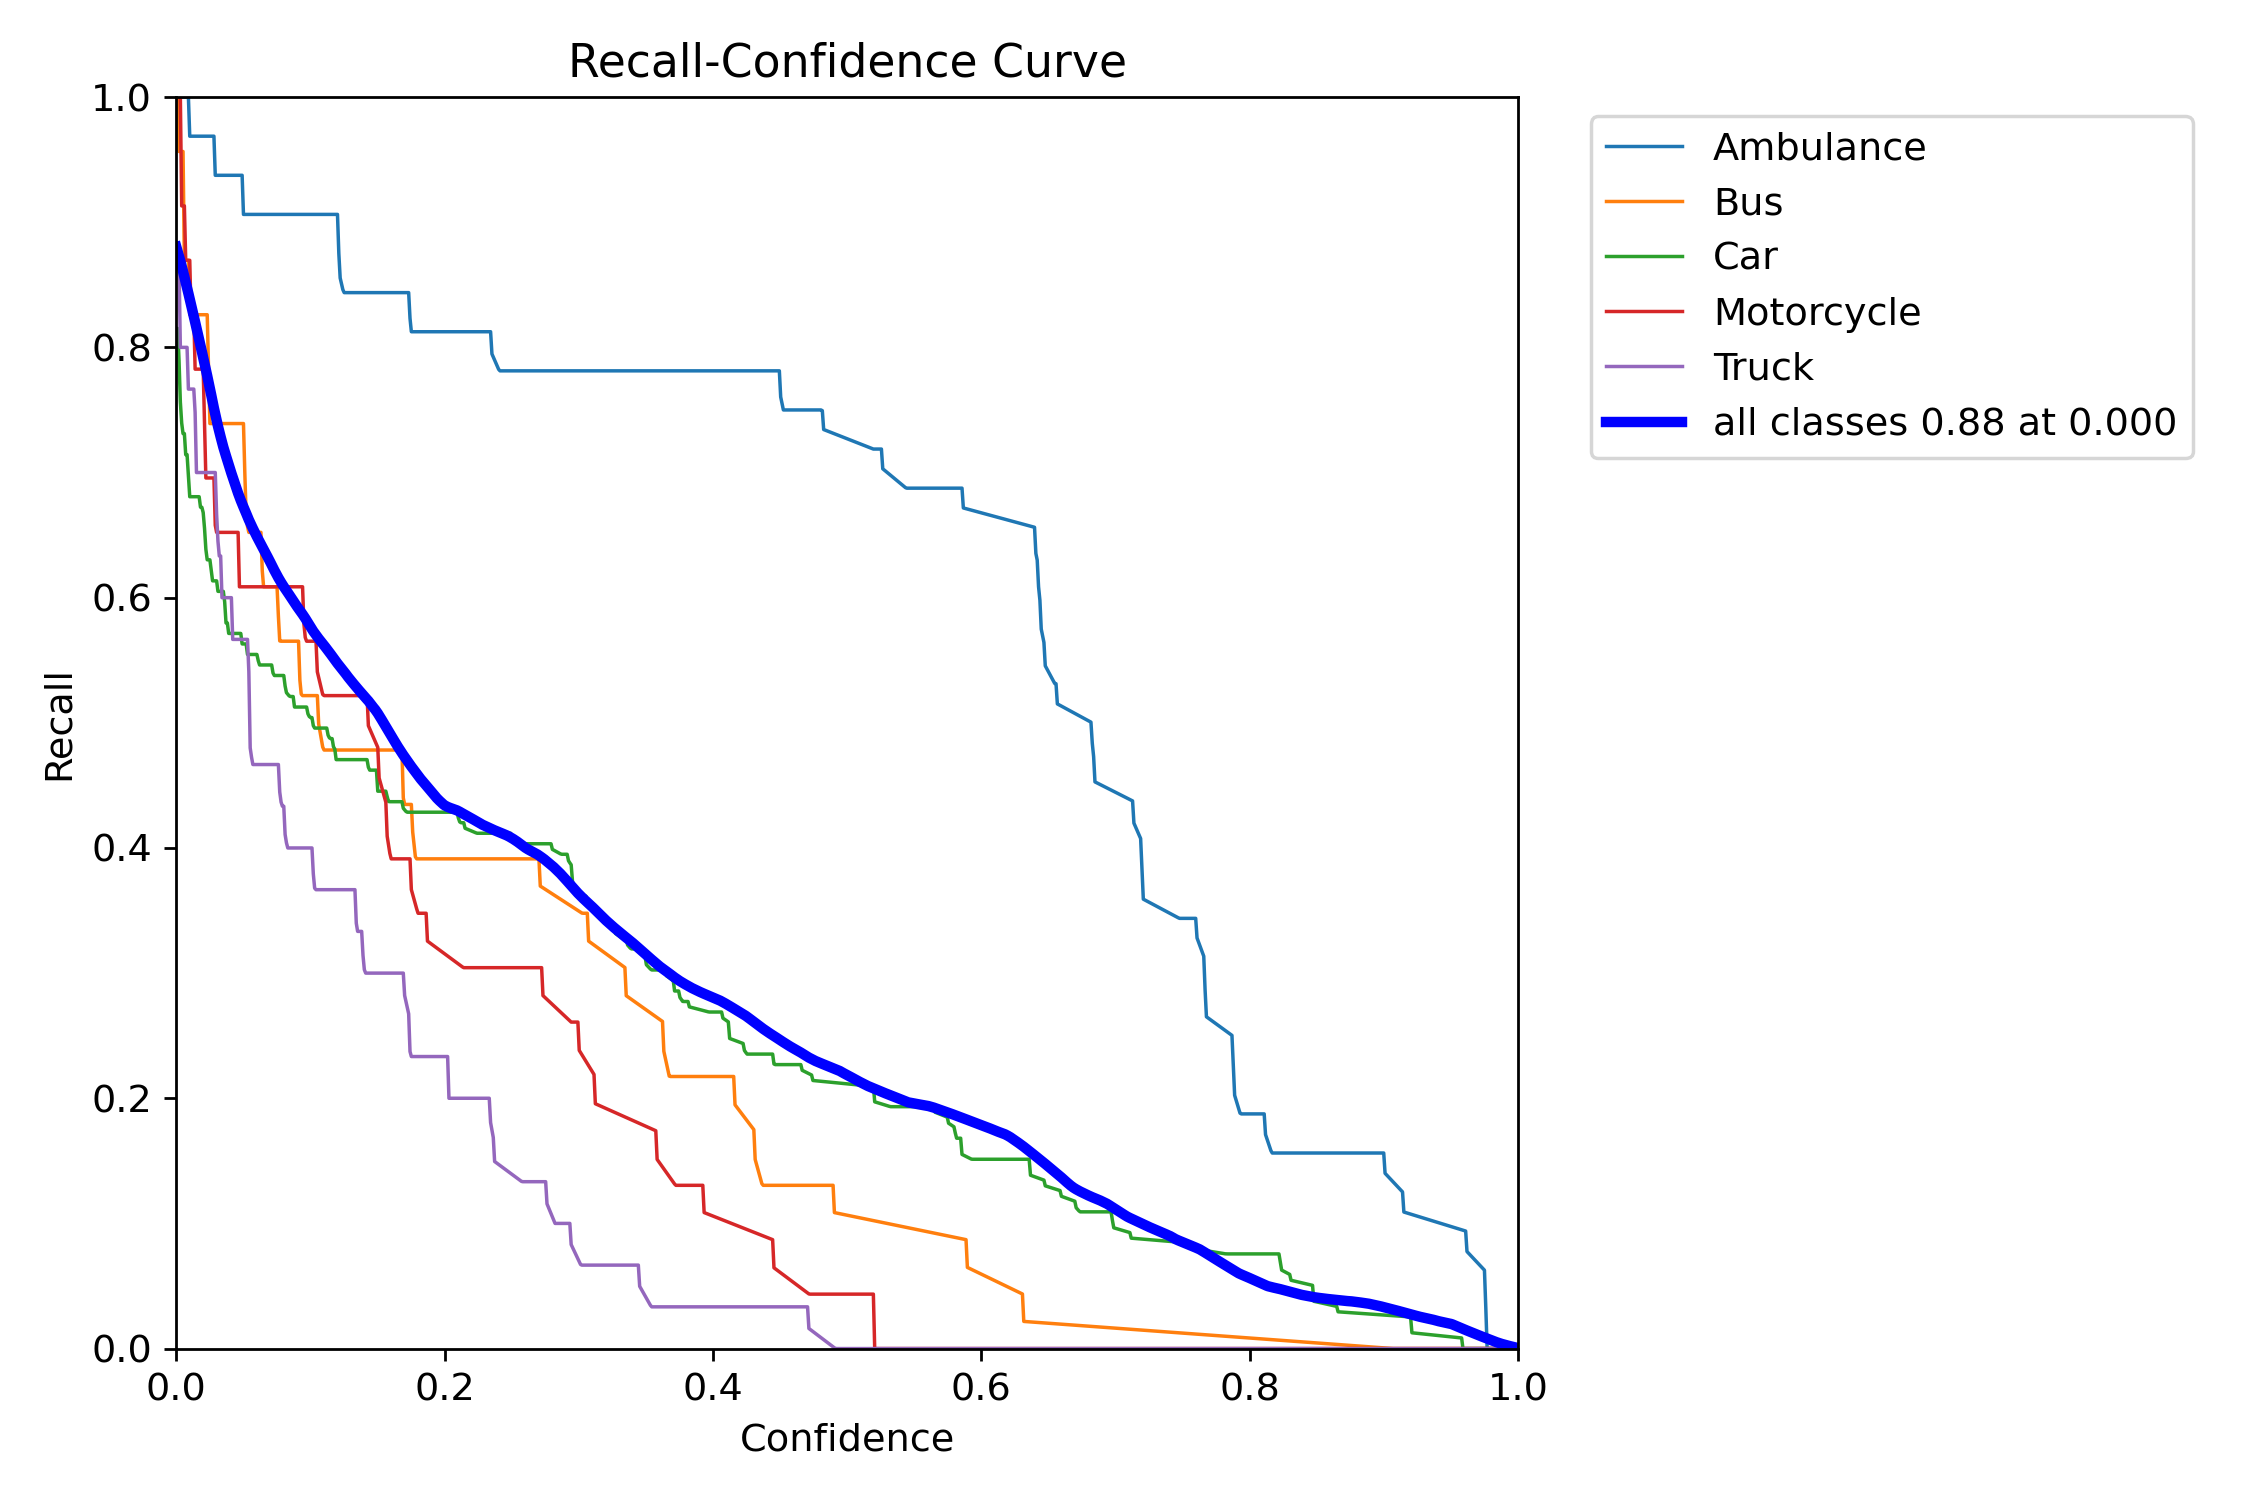 Recall-Confidence Curve
1.0
0.8
0.6
0.4
0.2
0.0
Recall
0.0 0.2 0.4 0.6 0.8 1.0
Confidence
Ambulance
Bus
Car
Motorcycle
Truck
all classes 0.88 at 0.000